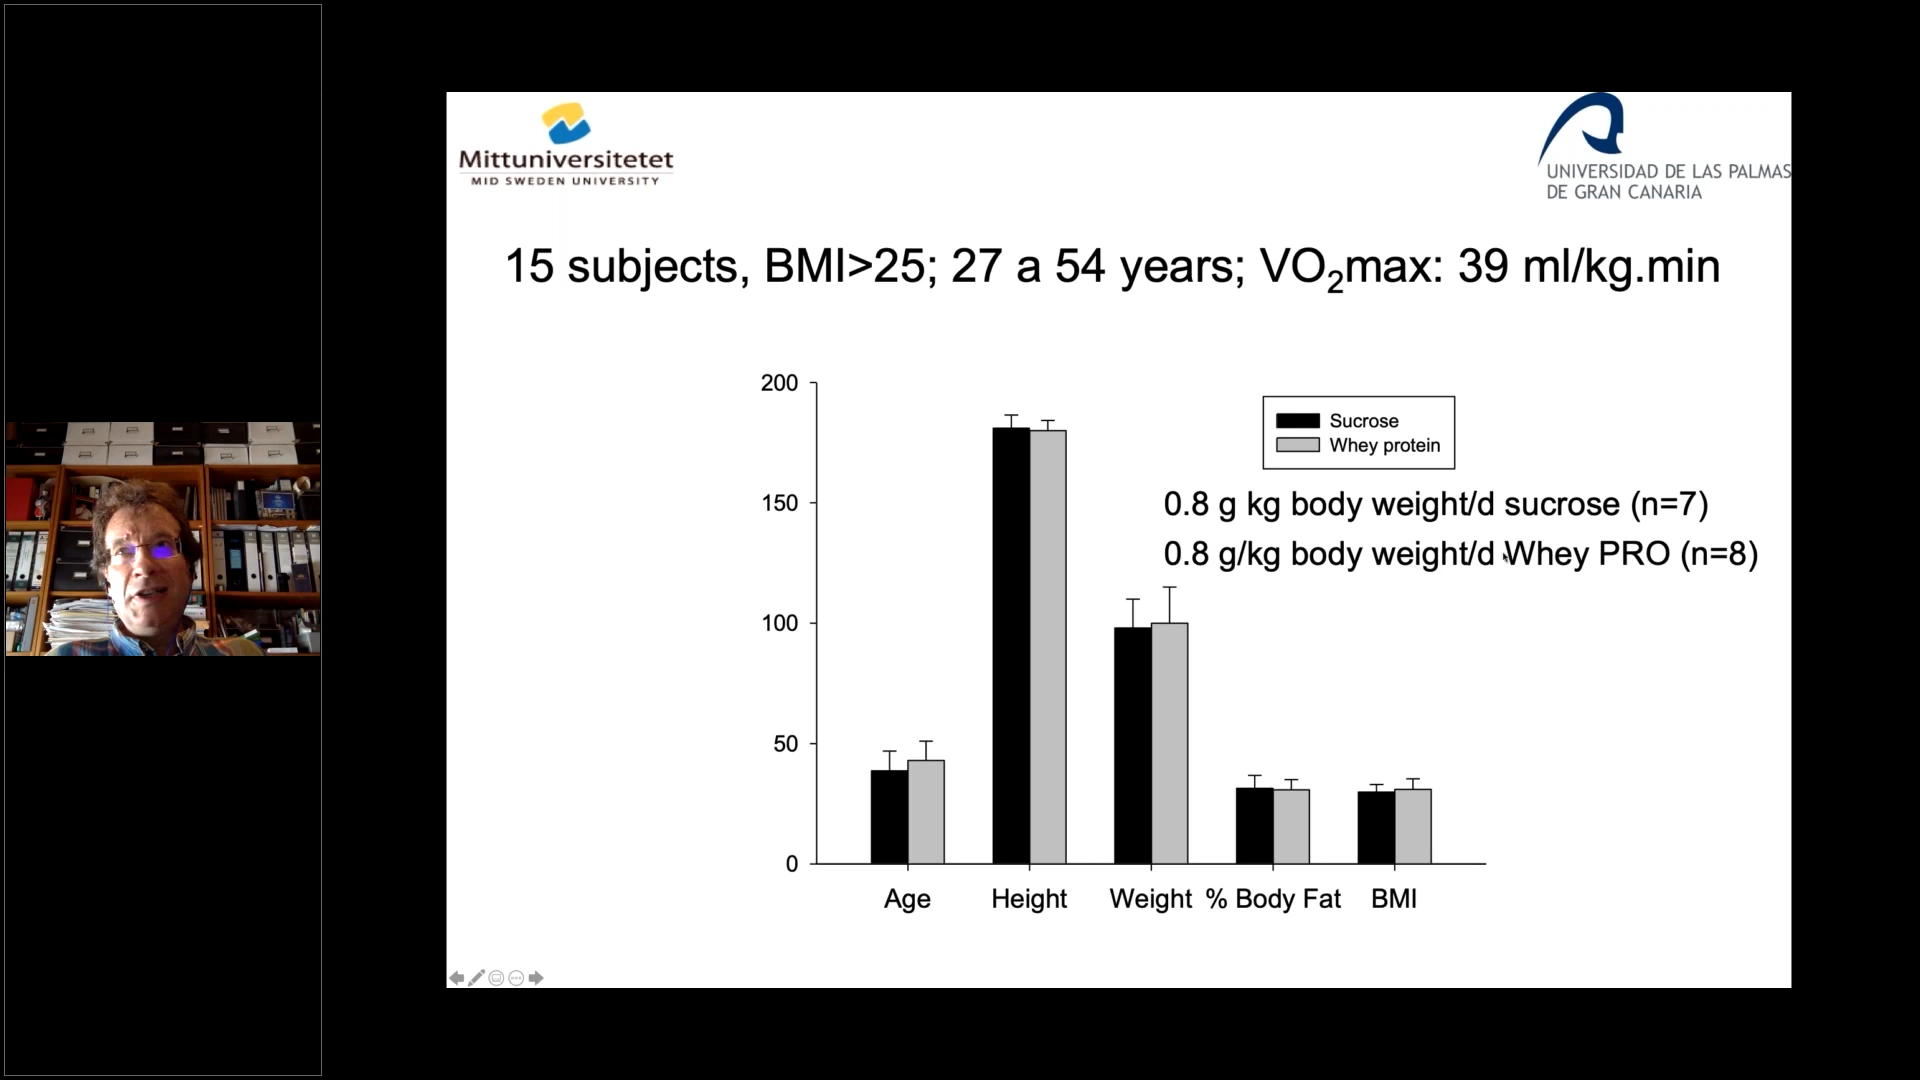 Mittuniversitetet
MID SWEDEN UNIVERSITY
UNIVERSIDAD DE LAS PALMAS
DE GRAN CANARIA
15 subjects, BMI>25; 27 a 54 years; VO₂max: 39 ml/kg.min
200
150
100
50
0
Sucrose
Whey protein
0.8 g kg body weight/d sucrose (n=7)
0.8 g/kg body weight/d Whey PRO (n=8)
Age Height Weight % Body Fat BMI